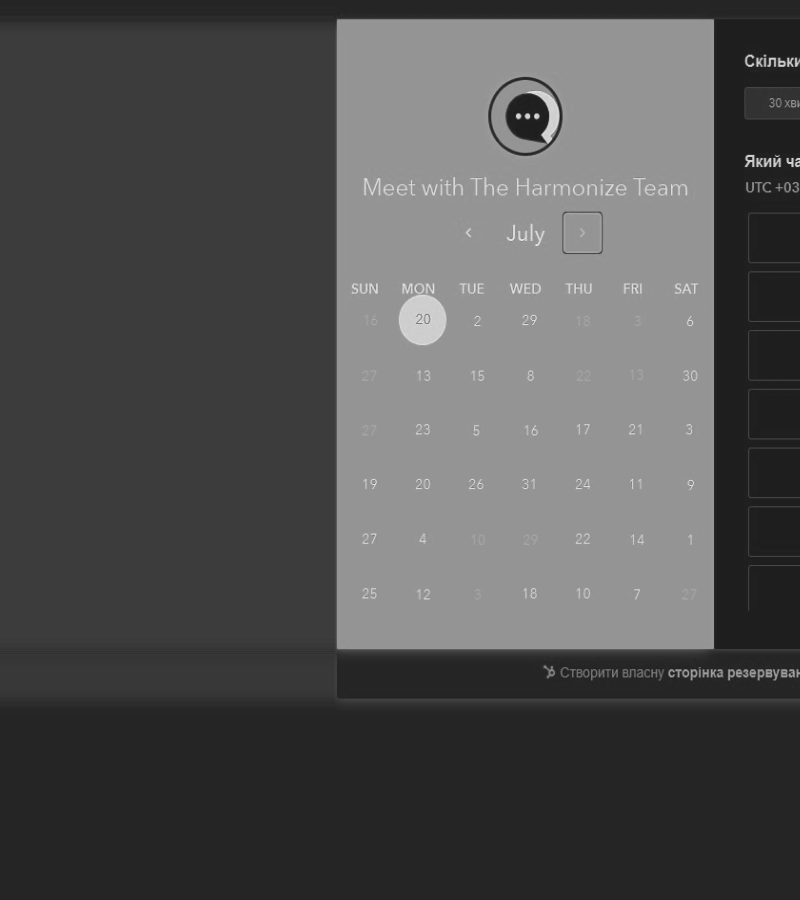 Meet with The Harmonize Team
July
SUN MON TUE WED THU FRI SAT
16 20 2 29 18 3 6
27 13 15 8 22 13 30
27 23 5 16 17 21 3
19 20 26 31 24 11 9
27 4 10 29 22 14 1
25 12 3 18 10 7 27
Скільки
30 хви
Який ча
UTC +03
Створити власну сторінка резервуван